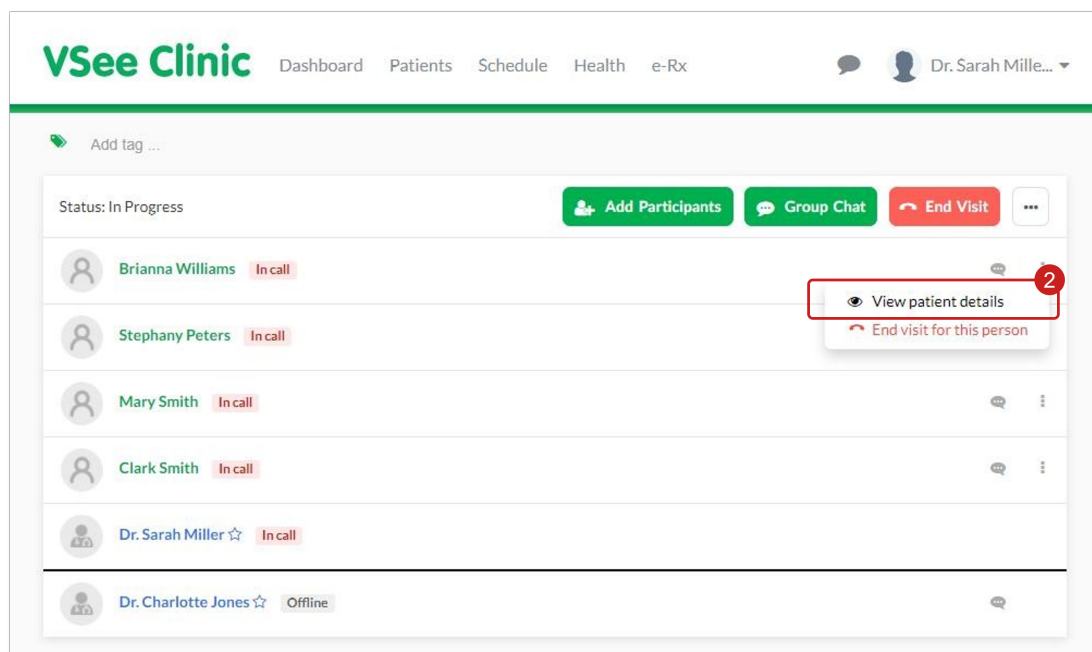 VSee Clinic Dashboard Patients Schedule Health e-Rx Dr. Sarah Mille...
Add tag ...
Status: In Progress Add Participants Group Chat End Visit
Brianna Williams In call
2
View patient details
Stephany Peters In call End visit for this person
Mary Smith In call
Clark Smith In call
Dr. Sarah Miller In call
Dr. Charlotte Jones Offline